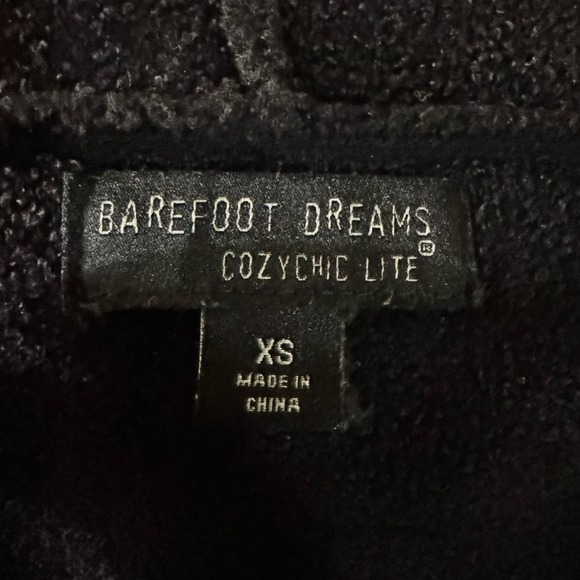 BAREFOOT DREAMS
COZYCHIC LITE®
XS
MADE IN
CHINA